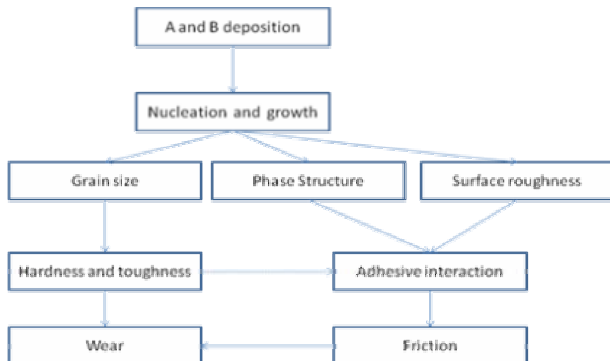 A and B deposition
Nucleation and growth
Grain size
Phase Structure
Surface roughness
Hardness and toughness
Adhesive interaction
Wear
Friction